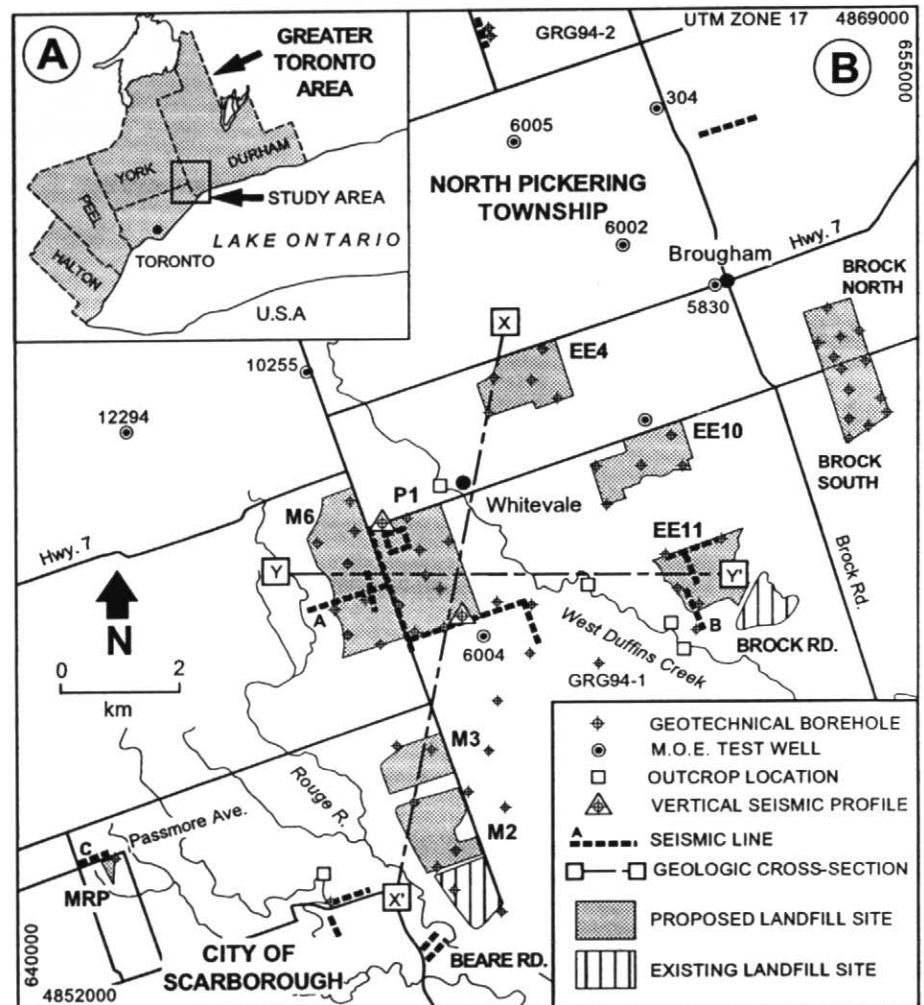 A
GREATER
TORONTO
AREA
YORK
DURHAM
PEEL
HALTON
STUDY AREA
TORONTO
LAKE ONTARIO
U.S.A
UTM ZONE 17
4869000
655000
B
GRG94-2
304
6005
NORTH PICKERING
TOWNSHIP
6002
Brougham
Hwy. 7
5830
BROCK
NORTH
X
EE4
10255
12294
EE10
BROCK
SOUTH
P1
M6
Whitevale
EE11
Hwy. 7
Y
Y'
Brock Rd.
A
B
BROCK RD.
N
0
2
km
6004
West Duffins Creek
GRG94-1
M3
Rouge R.
M2
Passmore Ave.
C
MRP
X'
CITY OF
SCARBOROUGH
BEARE RD.
640000
4852000
GEOTECHNICAL BOREHOLE
M.O.E. TEST WELL
OUTCROP LOCATION
VERTICAL SEISMIC PROFILE
A
SEISMIC LINE
GEOLOGIC CROSS-SECTION
PROPOSED LANDFILL SITE
EXISTING LANDFILL SITE